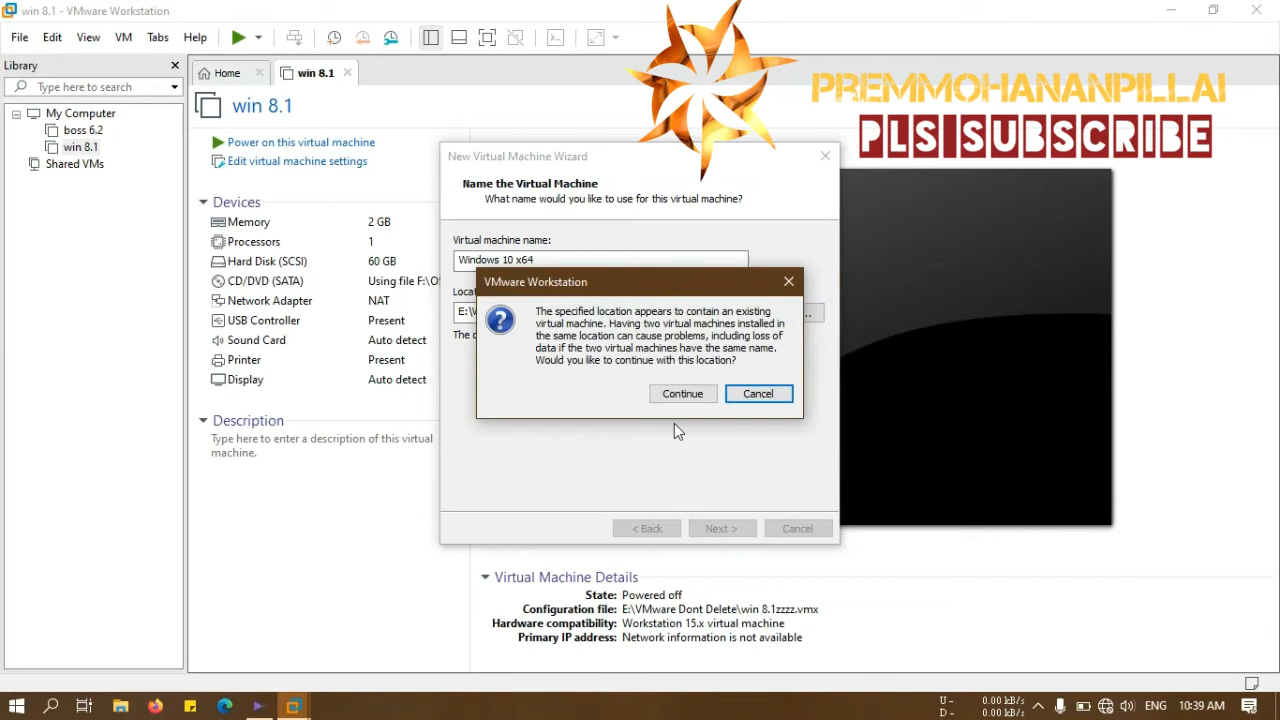 win 8.1 - VMware Workstation
File Edit View VM Tabs Help
Library
Type here to search
My Computer
boss 6.2
win 8.1
Shared VMs
Home
win 8.1
win 8.1
Power on this virtual machine
Edit virtual machine settings
Devices
Memory 2 GB
Processors 1
Hard Disk (SCSI) 60 GB
CD/DVD (SATA) Using file F:\O
Network Adapter NAT
USB Controller Present
Sound Card Auto detect
Printer Present
Display Auto detect
Description
Type here to enter a description of this virtual
machine.
PREMMOHANANPILLAI
PLS SUBSCRIBE
New Virtual Machine Wizard
Name the Virtual Machine
What name would you like to use for this virtual machine?
Virtual machine name:
Windows 10 x64
VMware Workstation
The specified location appears to contain an existing
virtual machine. Having two virtual machines installed in
the same location can cause problems, including loss of
data if the two virtual machines have the same name.
Would you like to continue with this location?
Continue Cancel
< Back Next > Cancel
Virtual Machine Details
State: Powered off
Configuration file: E:\VMware Dont Delete\win 8.1zzzz.vmx
Hardware compatibility: Workstation 15.x virtual machine
Primary IP address: Network information is not available
U - 0.00 kB/s
D - 0.00 kB/s
ENG 10:39 AM